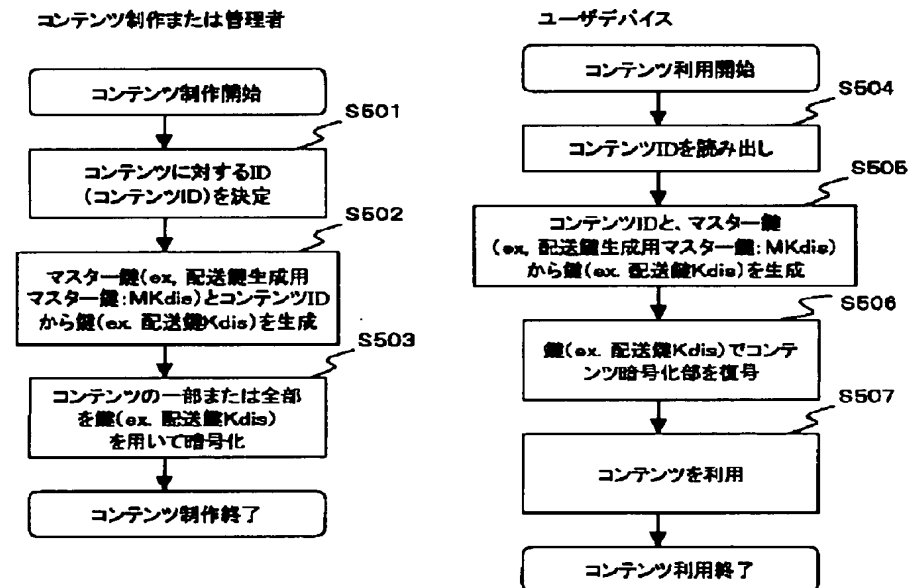 コンテンツ制作または管理者
コンテンツ制作開始
S501
コンテンツに対するID
(コンテンツID)を決定
S502
マスター鍵(ex, 配送鍵生成用
マスター鍵:MKdis)とコンテンツID
から鍵(ex. 配送鍵Kdis)を生成
S503
コンテンツの一部または全部
を鍵(ex. 配送鍵Kdis)
を用いて暗号化
コンテンツ制作終了
ユーザデバイス
コンテンツ利用開始
S504
コンテンツIDを読み出し
S505
コンテンツIDと、マスター鍵
(ex, 配送鍵生成用マスター鍵:MKdis)
から鍵(ex. 配送鍵Kdis)を生成
S506
鍵(ex. 配送鍵Kdis)でコンテ
ンツ暗号化部を復号
S507
コンテンツを利用
コンテンツ利用終了